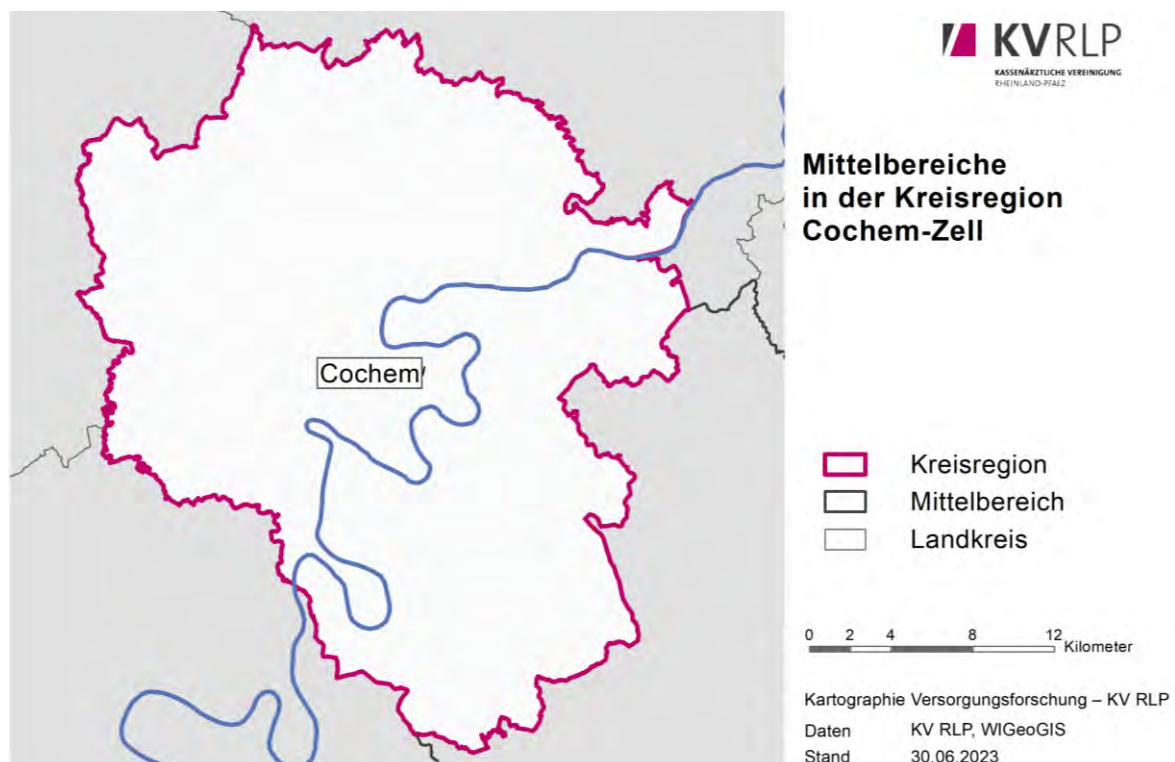 KVRLP
KASSENÄRZTLICHE VEREINIGUNG
RHEINLAND-PFALZ
Mittelbereiche
in der Kreisregion
Cochem-Zell
Cochem
Kreisregion
Mittelbereich
Landkreis
0 2 4 8 12
Kilometer
Kartographie Versorgungsforschung – KV RLP
Daten KV RLP, WIGeoGIS
Stand 30.06.2023